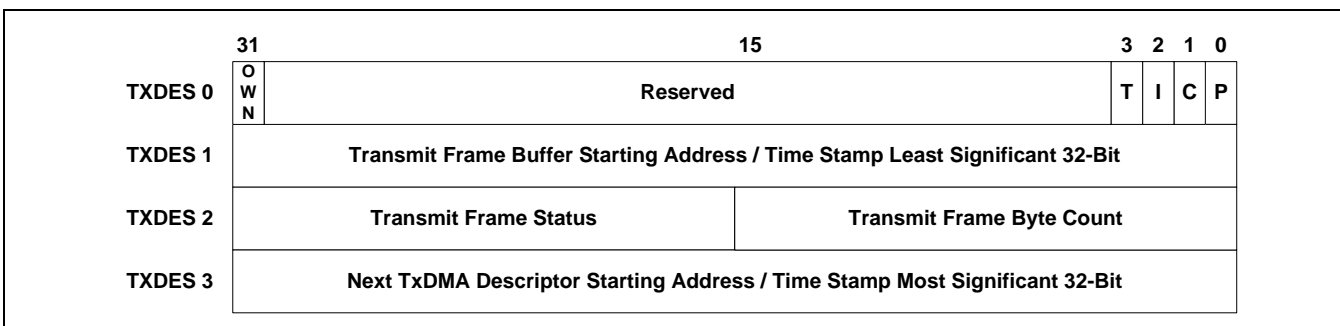 31 15 3 2 1 0
TXDES 0 OWN Reserved T I C P
TXDES 1 Transmit Frame Buffer Starting Address / Time Stamp Least Significant 32-Bit
TXDES 2 Transmit Frame Status Transmit Frame Byte Count
TXDES 3 Next TxDMA Descriptor Starting Address / Time Stamp Most Significant 32-Bit